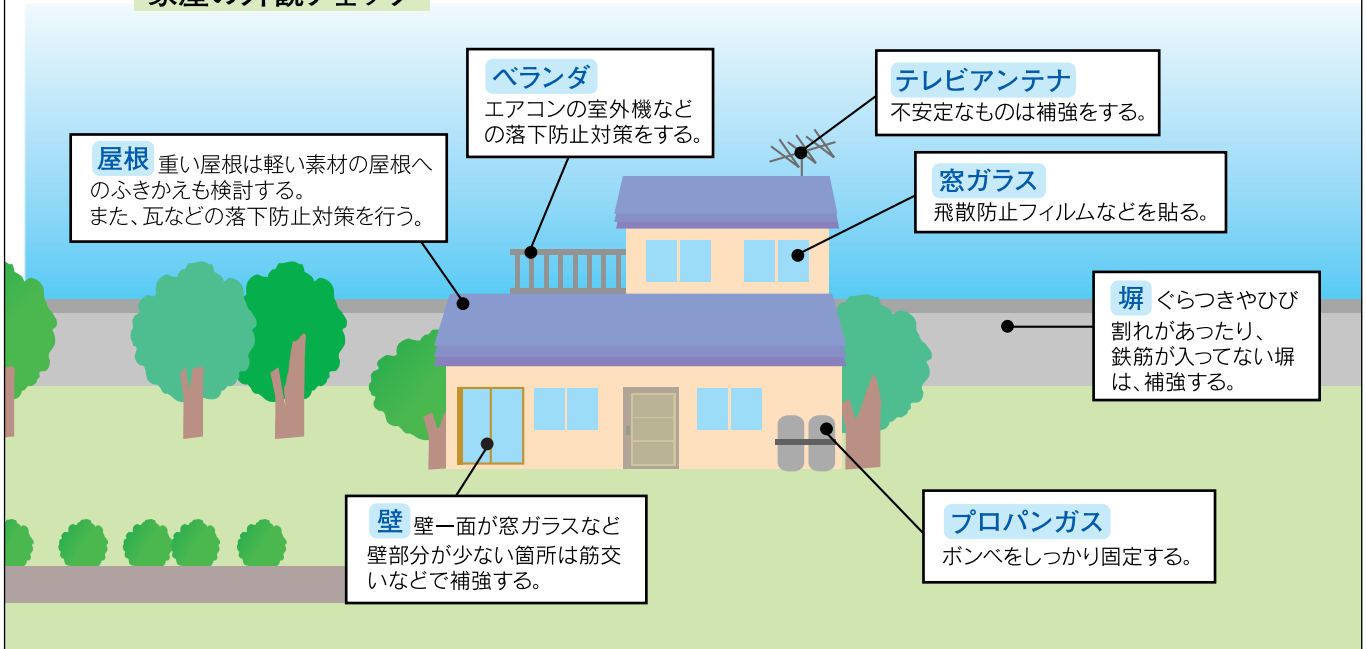 家屋の外観チェック
ベランダ
エアコンの室外機など
の落下防止対策をする。
テレビアンテナ
不安定なものは補強をする。
屋根 重い屋根は軽い素材の屋根へ
のふきかえも検討する。
また、瓦などの落下防止対策を行う。
窓ガラス
飛散防止フィルムなどを貼る。
塀 ぐらつきやひび
割れがあったり、
鉄筋が入ってない塀
は、補強する。
壁 壁一面が窓ガラスなど
壁部分が少ない箇所は筋交
いなどで補強する。
プロパンガス
ボンベをしっかり固定する。